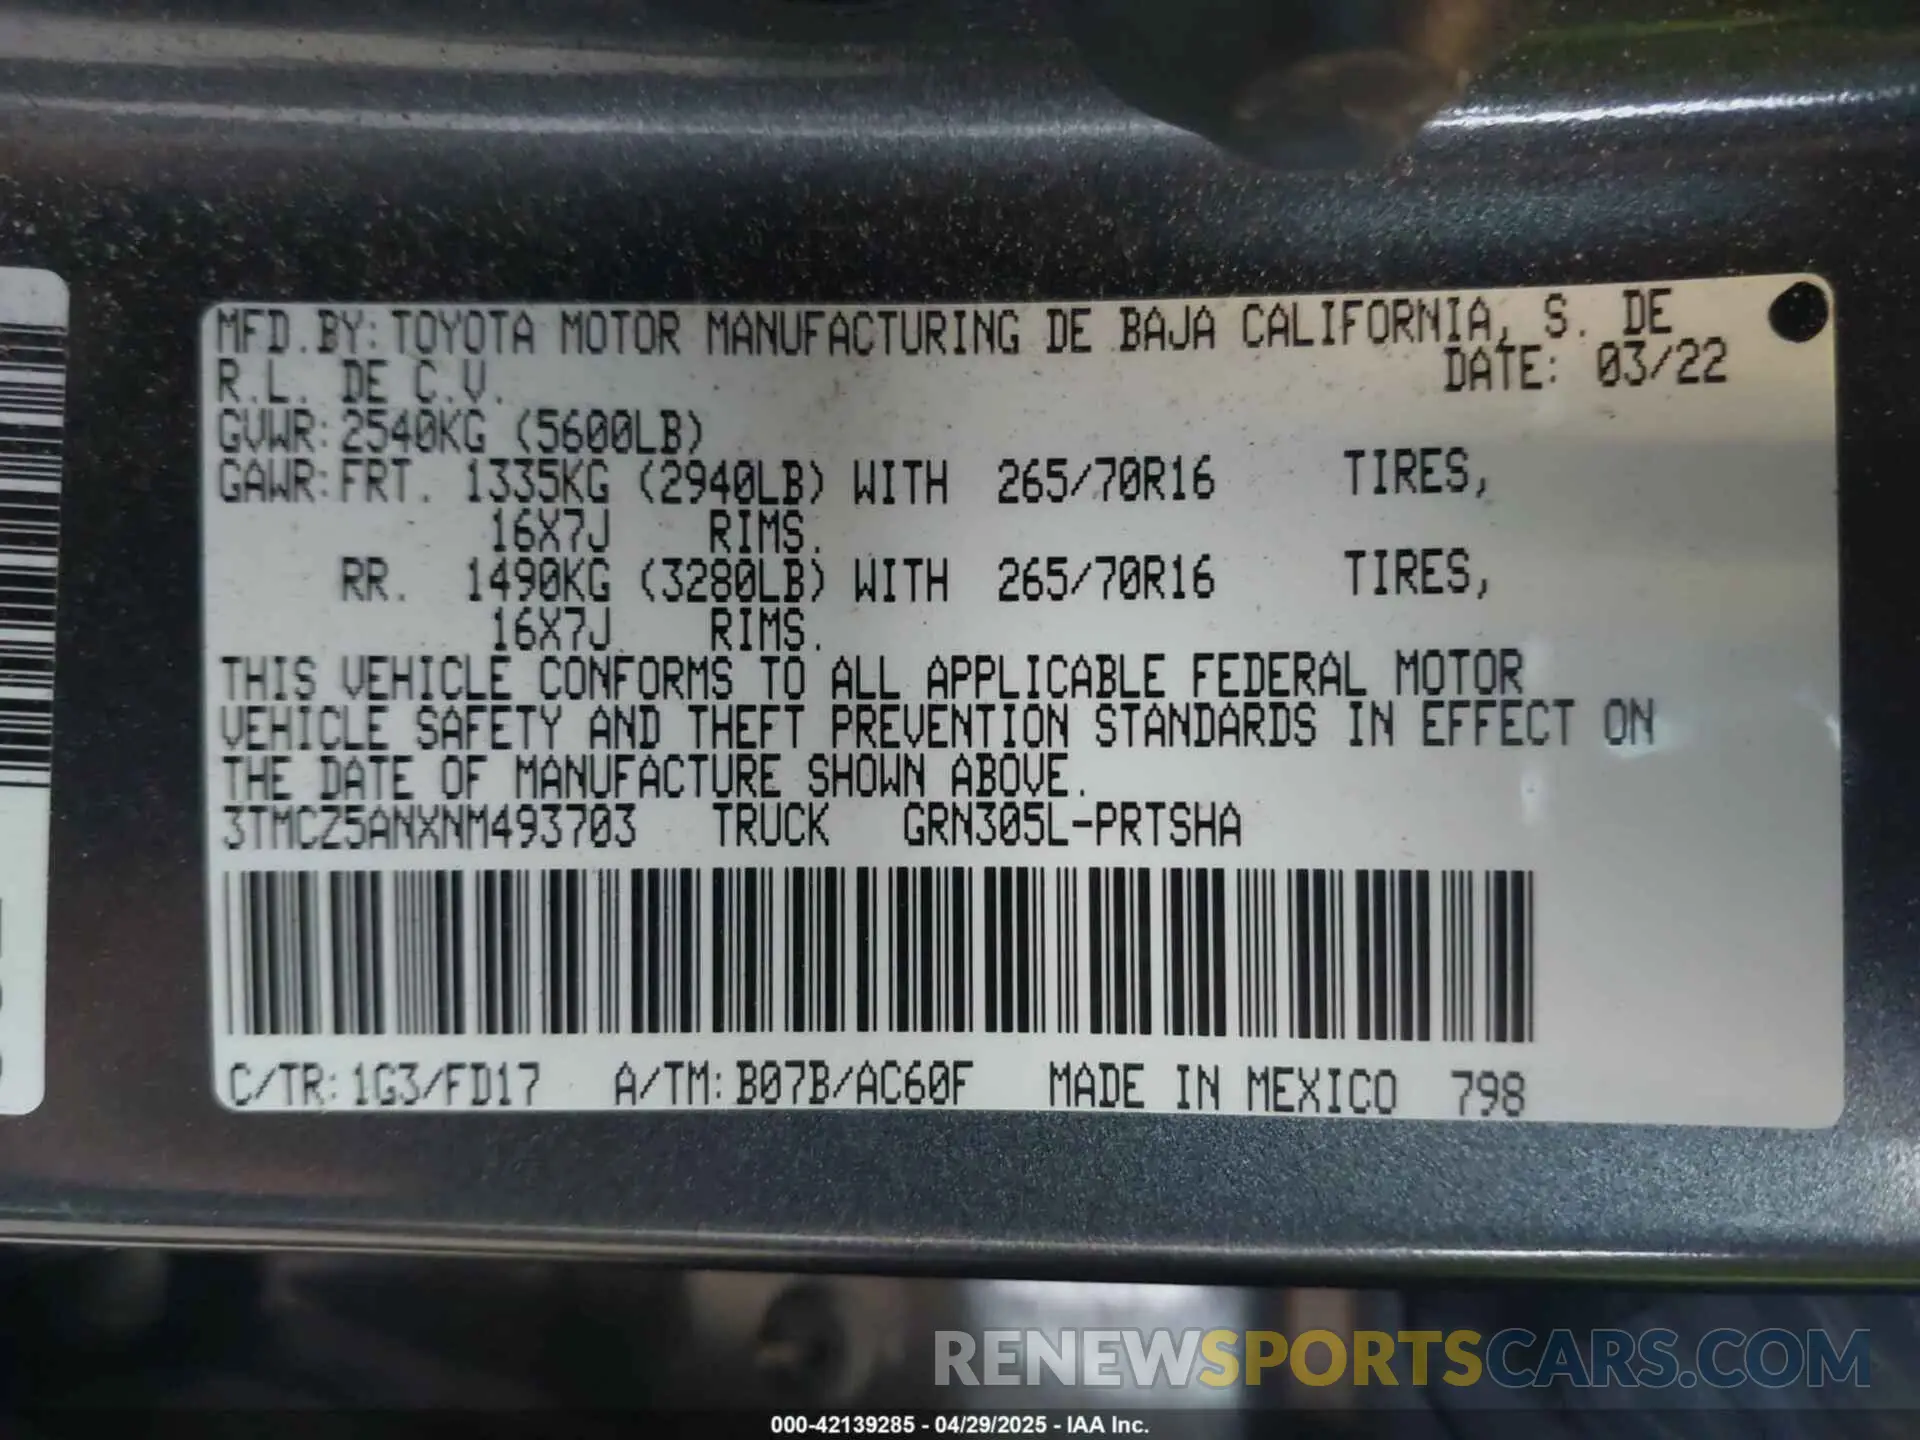 MFD.BY:TOYOTA MOTOR MANUFACTURING DE BAJA CALIFORNIA, S. DE
R.L. DE C.V. DATE: 03/22
GVWR:2540KG (5600LB)
GAWR:FRT. 1335KG (2940LB) WITH 265/70R16 TIRES,
16X7J RIMS.
RR. 1490KG (3280LB) WITH 265/70R16 TIRES,
16X7J RIMS.
THIS VEHICLE CONFORMS TO ALL APPLICABLE FEDERAL MOTOR
VEHICLE SAFETY AND THEFT PREVENTION STANDARDS IN EFFECT ON
THE DATE OF MANUFACTURE SHOWN ABOVE.
3TMCZ5ANXNM493703 TRUCK GRN305L-PRTSHA
C/TR:1G3/FD17 A/TM:B07B/AC60F MADE IN MEXICO 798
RENEWSPORTSCARS.COM
000-42139285 - 04/29/2025 - IAA Inc.